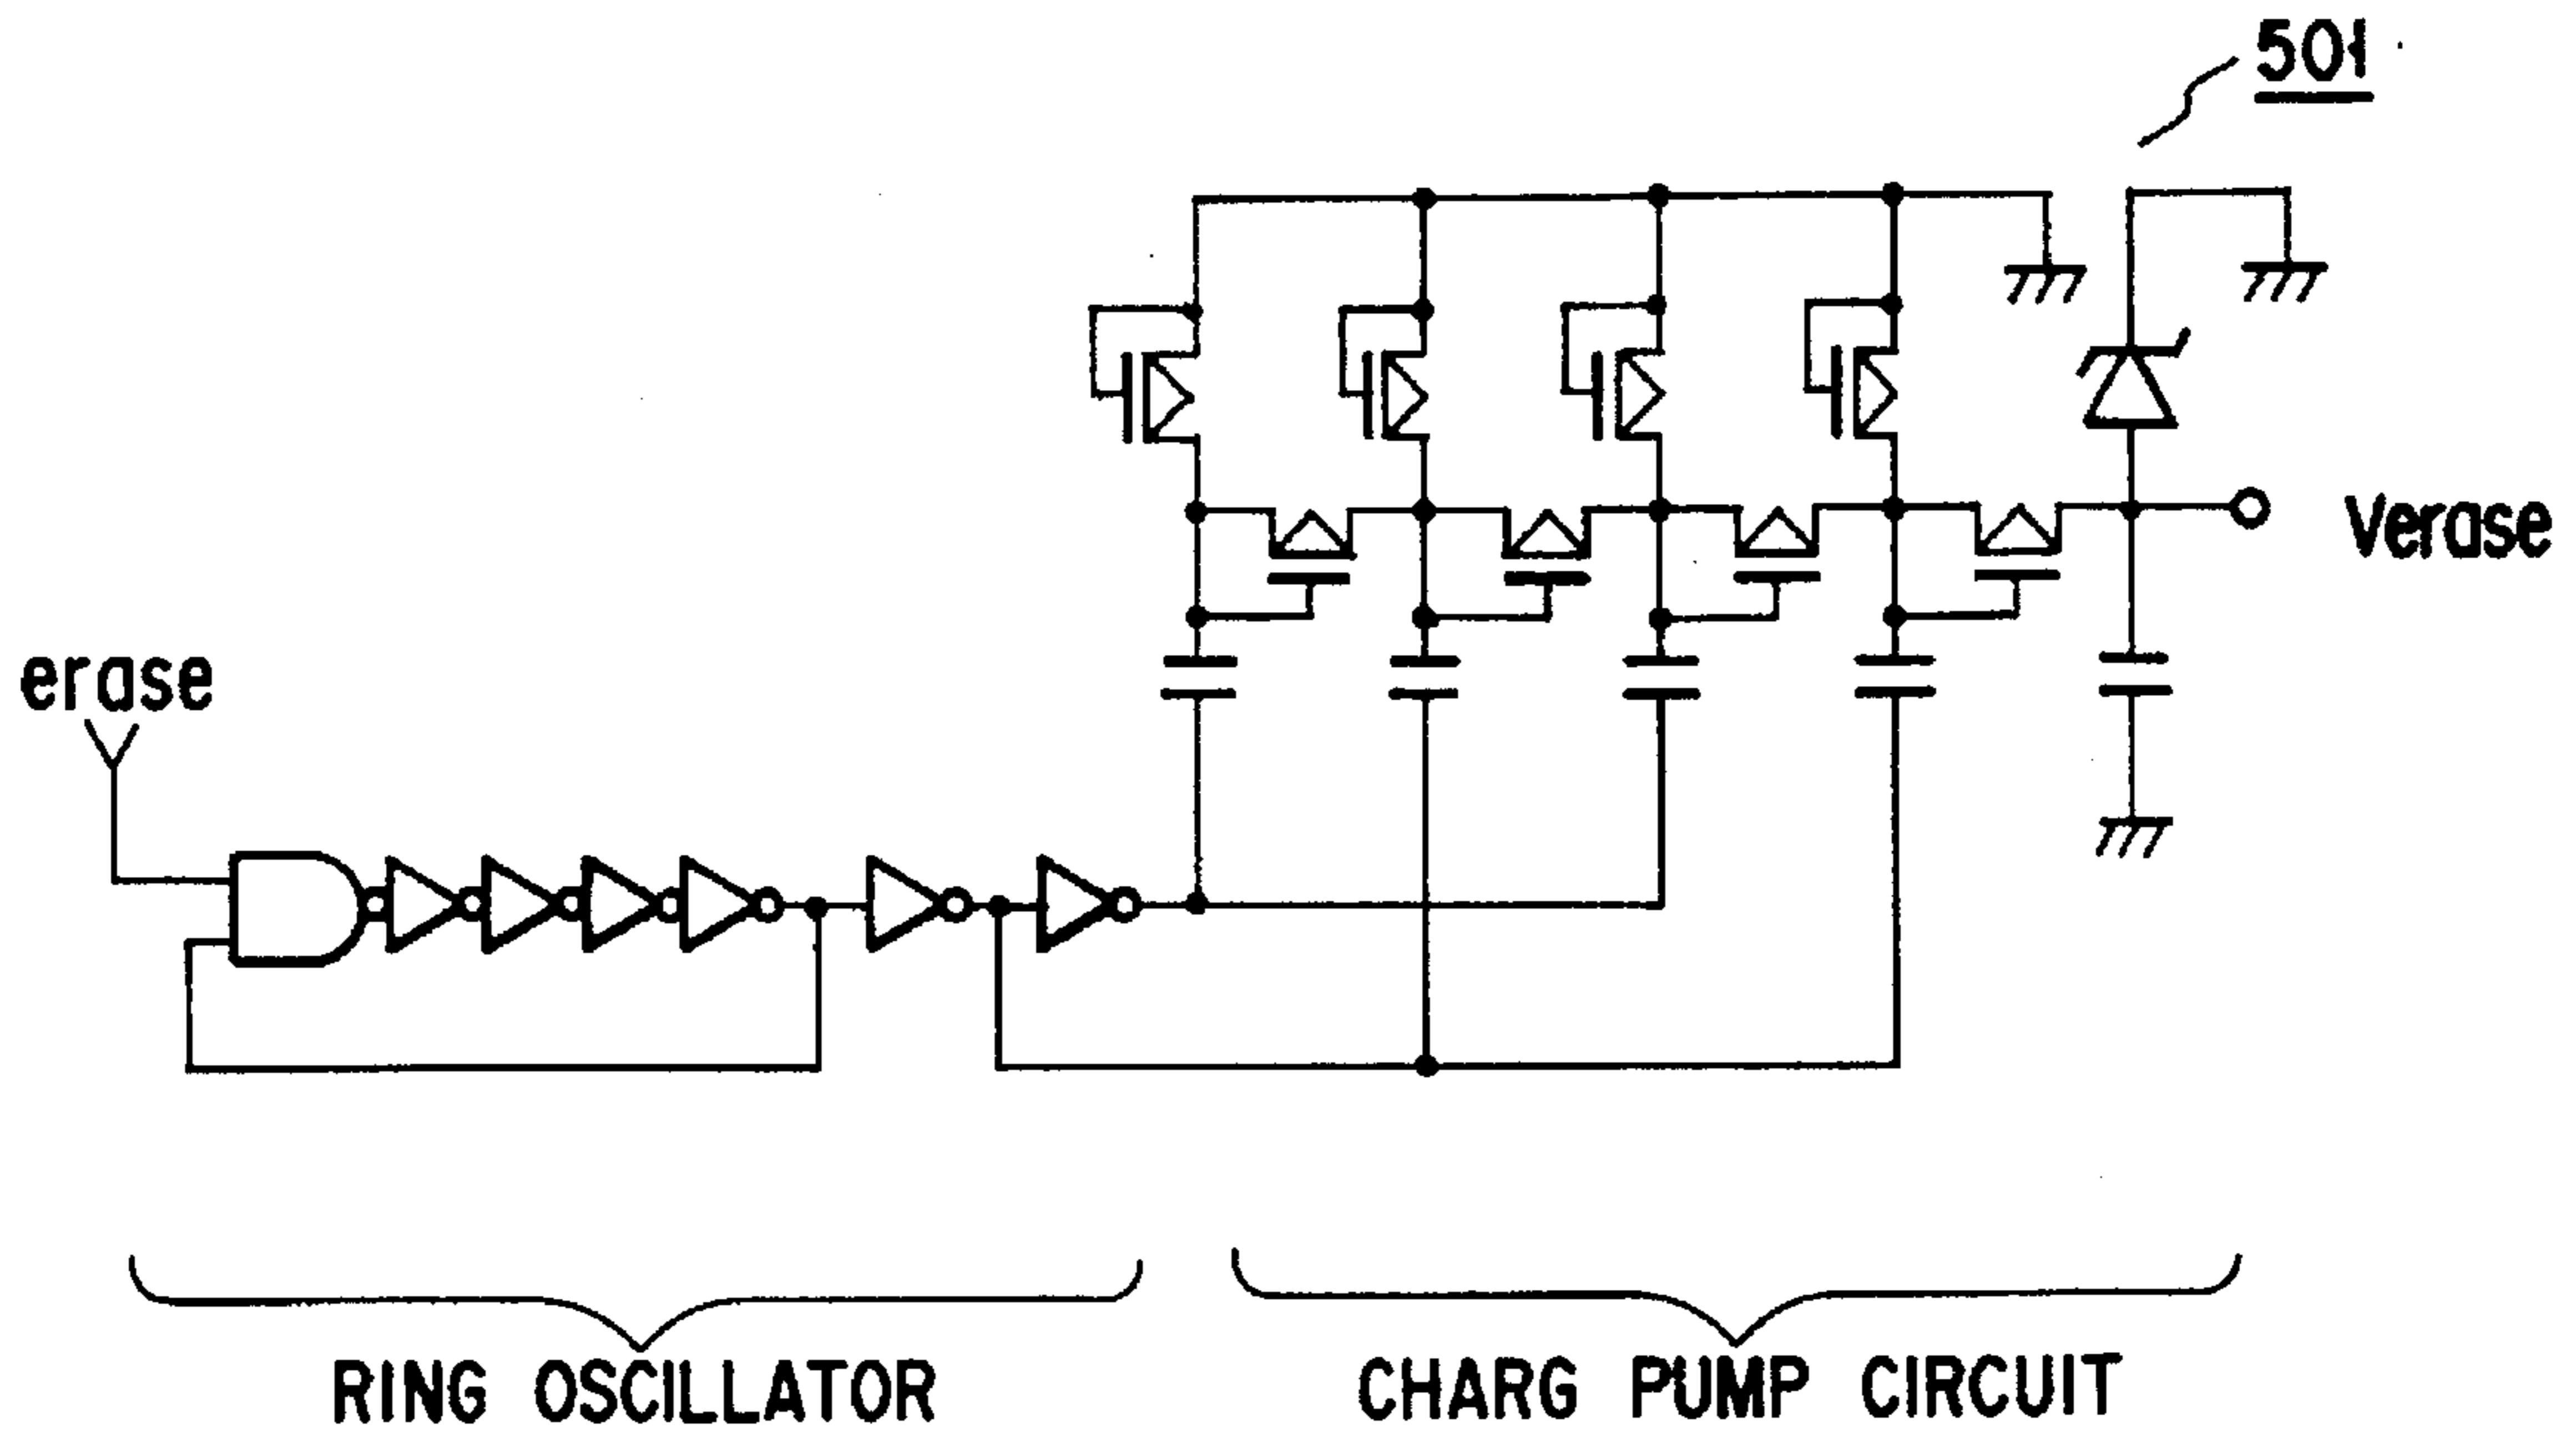 501
Verase
erase
RING OSCILLATOR
CHARG PUMP CIRCUIT